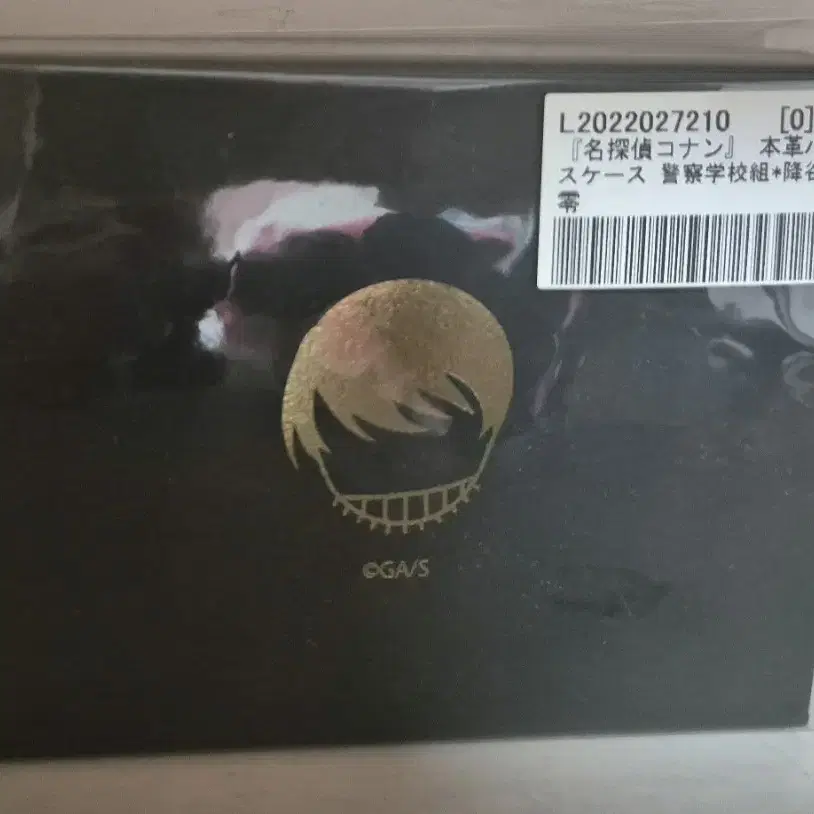 L2022027210 [0]
『名探偵コナン』 本革パ
スケース 警察学校組*降谷
零
©GA/S